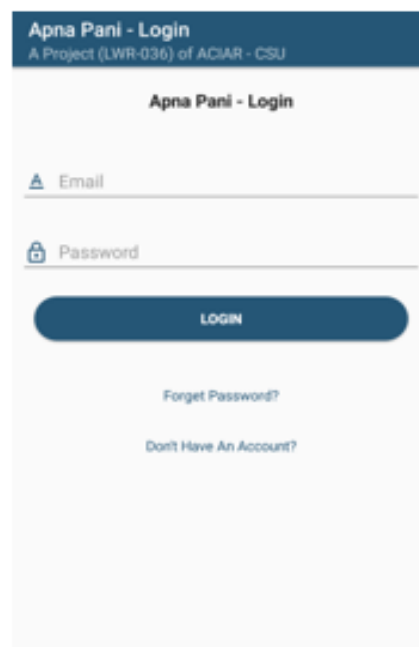 Apna Pani - Login
A Project (LWR-036) of ACIAR - CSU
Apna Pani - Login
Email
Password
LOGIN
Forget Password?
Don't Have An Account?